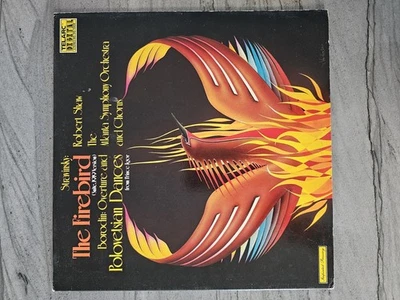 TELARC
DIGITAL
Stravinsky:
The Firebird
(Suite, 1919 Version)
Borodin: Overture and
Polovetsian Dances
from Prince Igor
Robert Shaw
The
Atlanta Symphony Orchestra
and Chorus